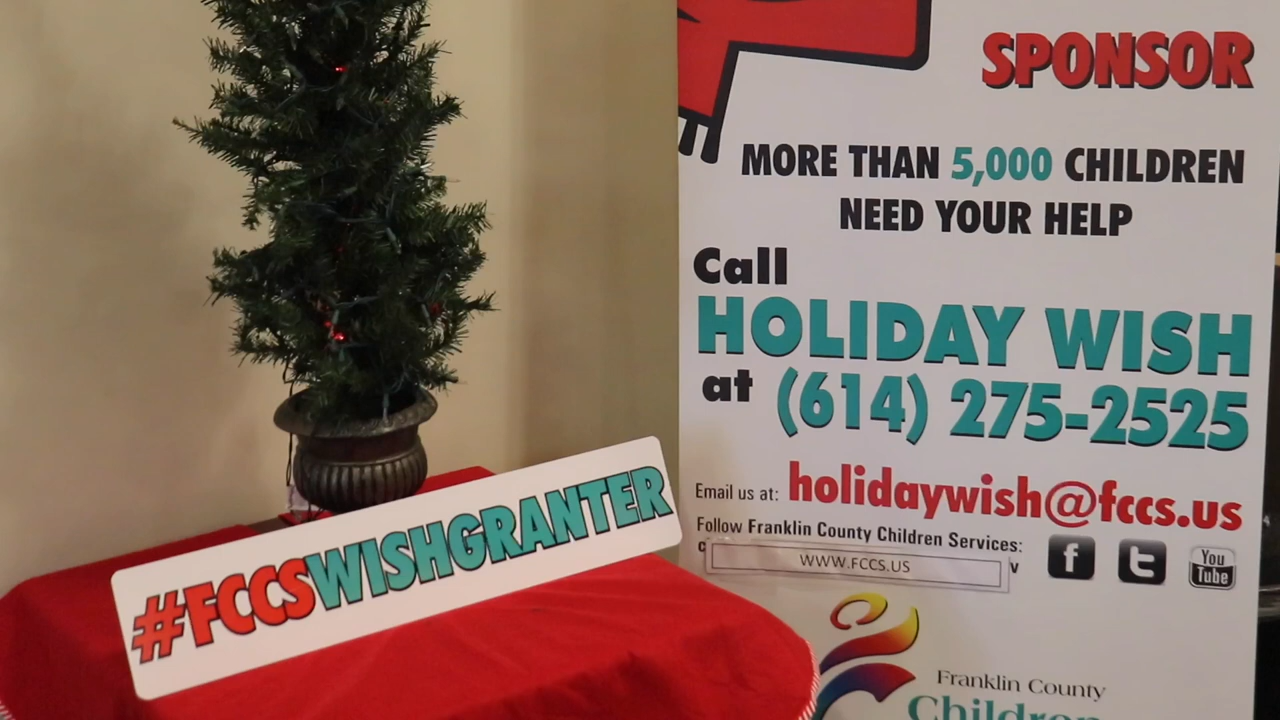 SPONSOR
MORE THAN 5,000 CHILDREN
NEED YOUR HELP
Call
HOLIDAY WISH
at (614) 275-2525
Email us at: holidaywish@fccs.us
Follow Franklin County Children Services:
WWW.FCCS.US
f
t
You
Tube
Franklin County
Children
#FCCSWISHGRANTER